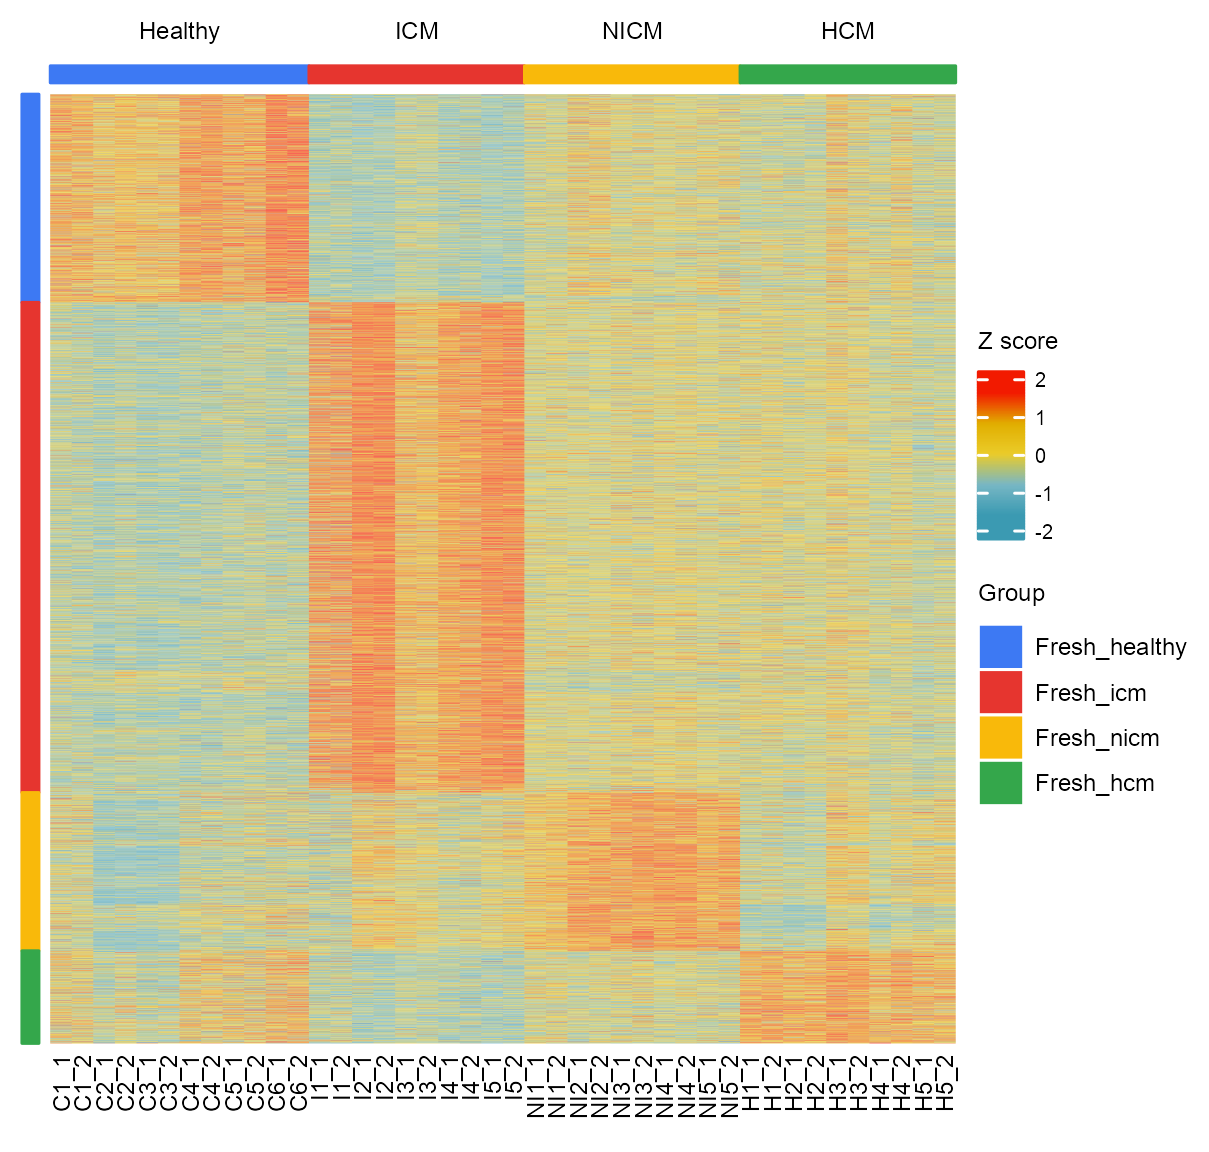 Healthy ICM NICM HCM
Z score
2
1
0
-1
-2
Group
Fresh_healthy
Fresh_icm
Fresh_nicm
Fresh_hcm
C1_1 C1_2 C2_1 C2_2 C3_1 C3_2 C4_1 C4_2 C5_1 C5_2 C6_1 C6_2 I1_1 I1_2 I2_1 I2_2 I3_1 I3_2 I4_1 I4_2 I5_1 I5_2 NI1_1 NI1_2 NI2_1 NI2_2 NI3_1 NI3_2 NI4_1 NI4_2 NI5_1 NI5_2 H1_1 H1_2 H2_1 H2_2 H3_1 H3_2 H4_1 H4_2 H5_1 H5_2